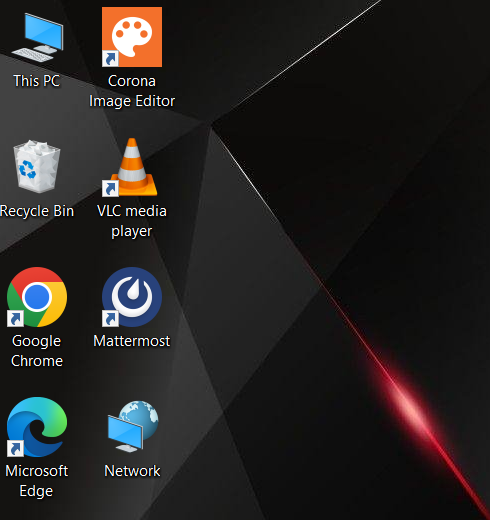 This PC
Corona
Image Editor
Recycle Bin
VLC media
player
Google
Chrome
Mattermost
Microsoft
Edge
Network